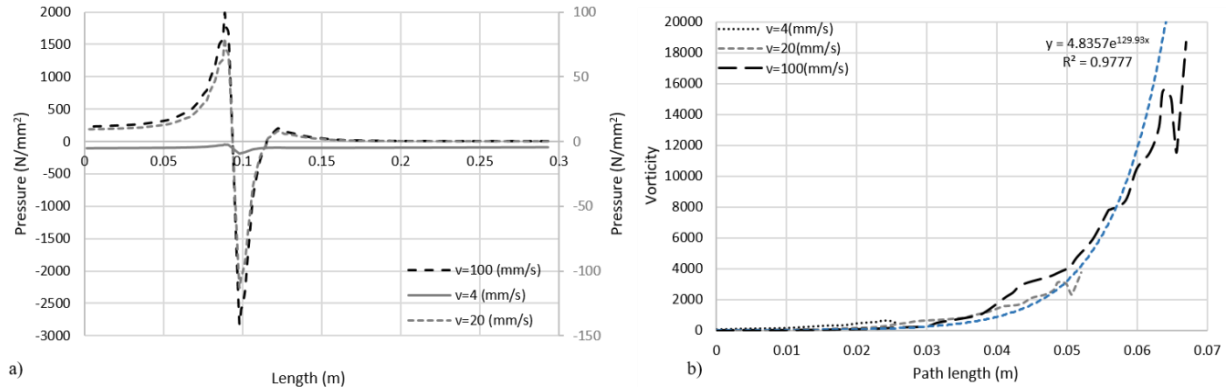 2000
1500
1000
500
0
-500
-1000
-1500
-2000
-2500
-3000
Pressure (N/mm²)
0
0.05
0.1
0.15
0.2
0.25
0.3
100
50
0
-50
-100
-150
Pressure (N/mm²)
v=100 (mm/s)
v=4 (mm/s)
v=20 (mm/s)
Length (m)
a)
20000
18000
16000
14000
12000
10000
8000
6000
4000
2000
0
Vorticity
v=4(mm/s)
v=20(mm/s)
v=100(mm/s)
y = 4.8357e^129.93x
R² = 0.9777
0
0.01
0.02
0.03
0.04
0.05
0.06
0.07
Path length (m)
b)